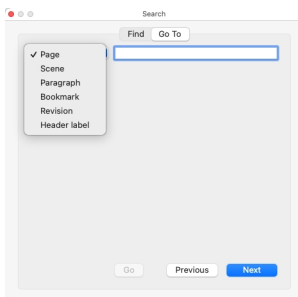 Search
Find Go To
Page
Scene
Paragraph
Bookmark
Revision
Header label
Go Previous Next